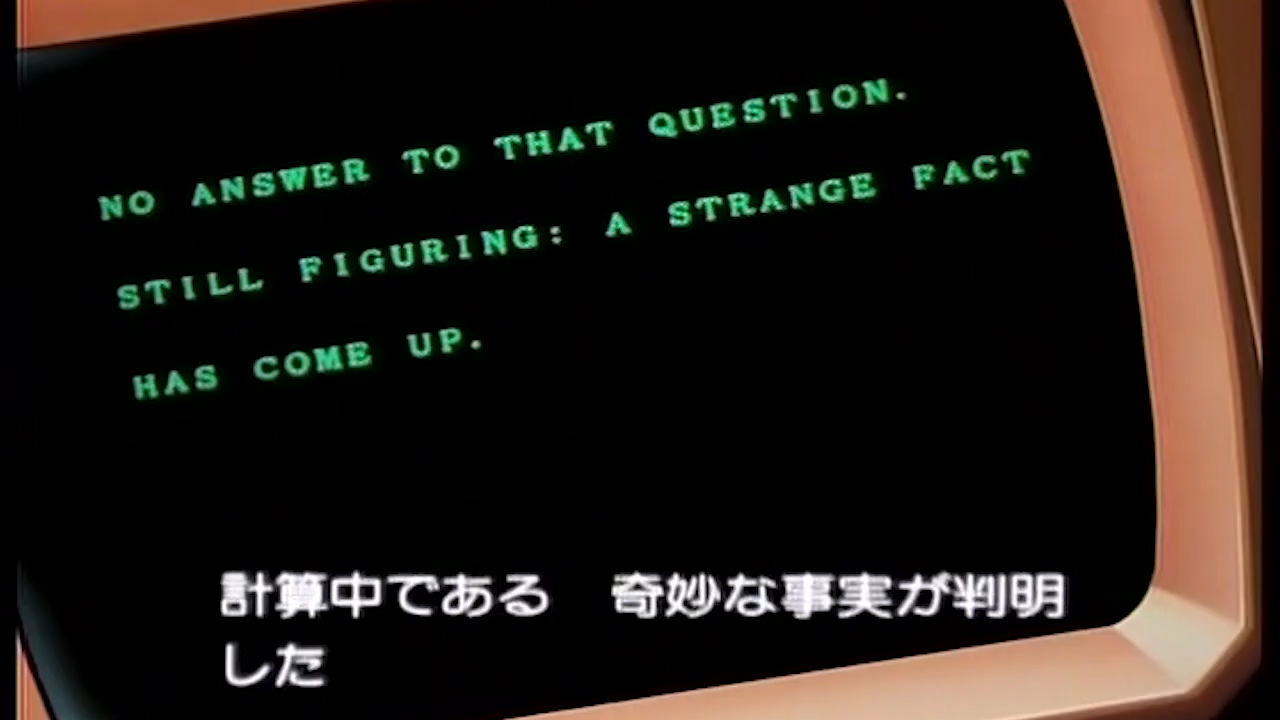 NO ANSWER TO THAT QUESTION.
STILL FIGURING: A STRANGE FACT
HAS COME UP.
計算中である　奇妙な事実が判明
した